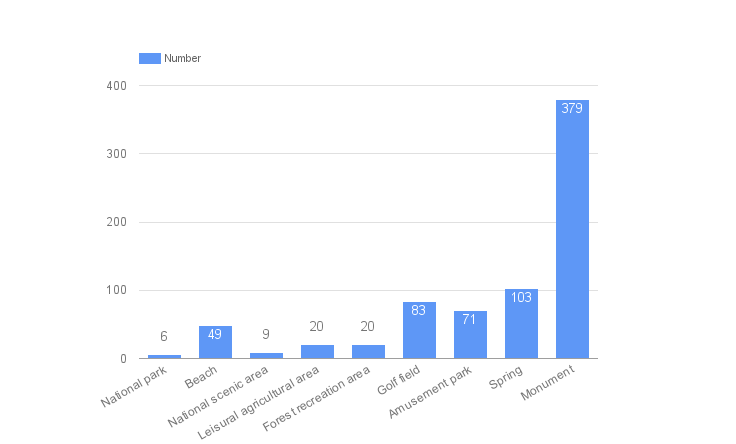 Number
400
300
200
100
0
6
49
9
20
20
83
71
103
379
National park
Beach
National scenic area
Leisural agricultural area
Forest recreation area
Golf field
Amusement park
Spring
Monument